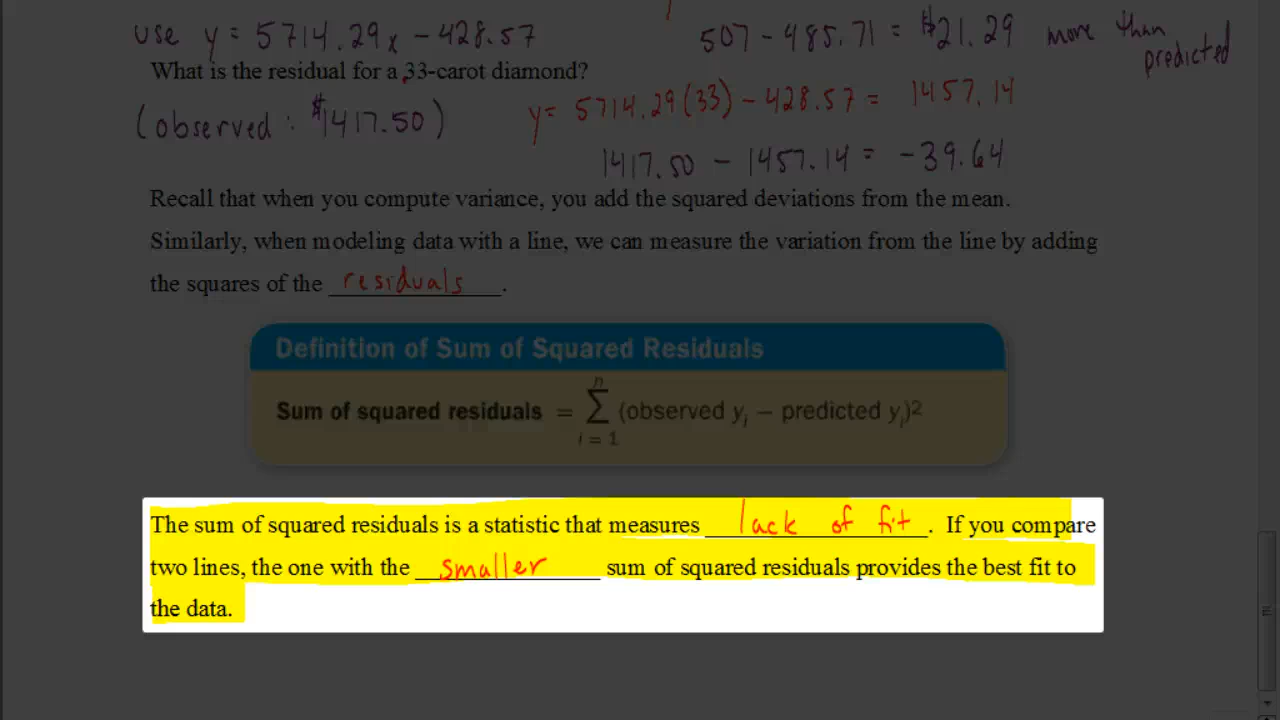 use y = 5714.29x - 428.57 507 - 485.71 = $21.29 more than predicted
What is the residual for a .33-carot diamond?
(observed : $1417.50) y = 5714.29(33) - 428.57 = 1457.14
1417.50 - 1457.14 = -39.64
Recall that when you compute variance, you add the squared deviations from the mean.
Similarly, when modeling data with a line, we can measure the variation from the line by adding
the squares of the residuals.
Definition of Sum of Squared Residuals
Sum of squared residuals = n Σ i = 1 (observed yi – predicted yi)2
The sum of squared residuals is a statistic that measures lack of fit. If you compare
two lines, the one with the smaller sum of squared residuals provides the best fit to
the data.